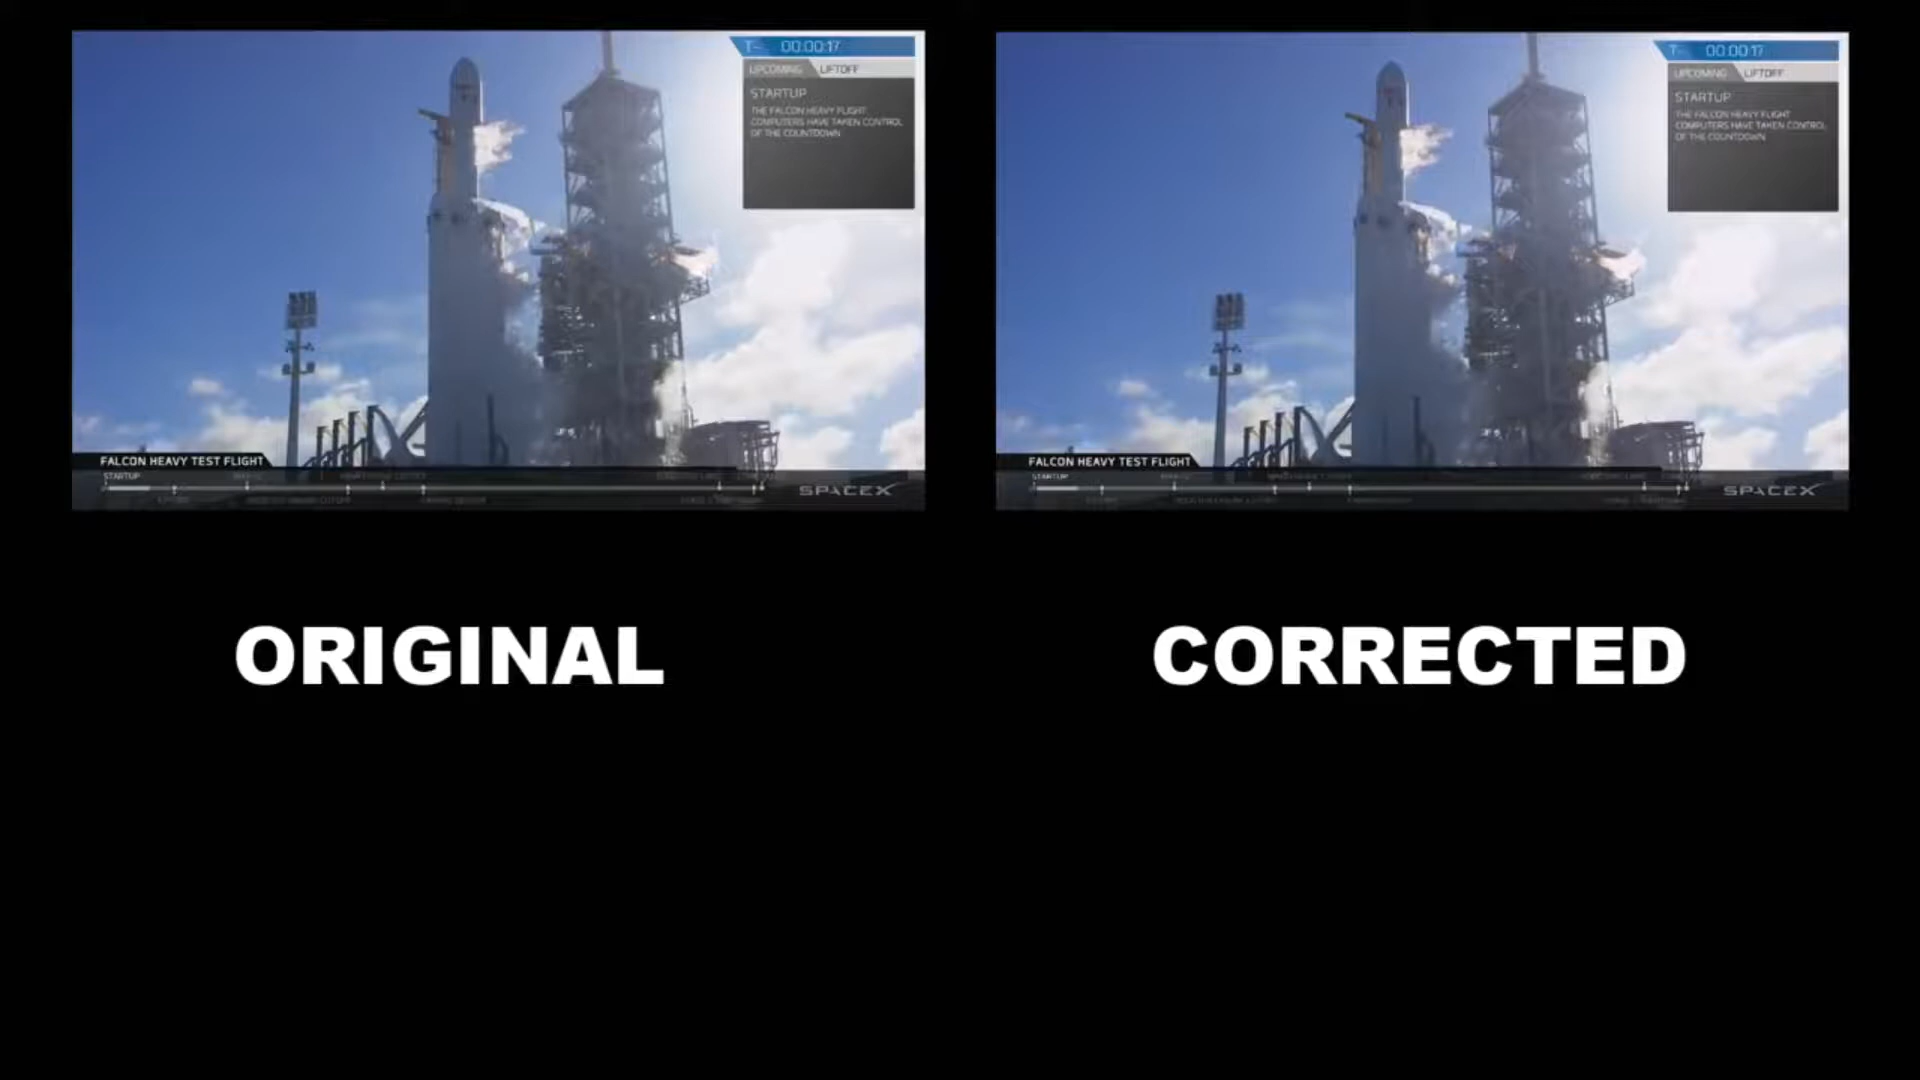 T- 00:00:17
UPCOMING LIFTOFF
STARTUP
THE FALCON HEAVY FLIGHT
COMPUTERS HAVE TAKEN CONTROL
OF THE COUNTDOWN
FALCON HEAVY TEST FLIGHT
STARTUP
SPACEX
T- 00:00:17
UPCOMING LIFTOFF
STARTUP
THE FALCON HEAVY FLIGHT
COMPUTERS HAVE TAKEN CONTROL
OF THE COUNTDOWN
FALCON HEAVY TEST FLIGHT
STARTUP
SPACEX
ORIGINAL
CORRECTED